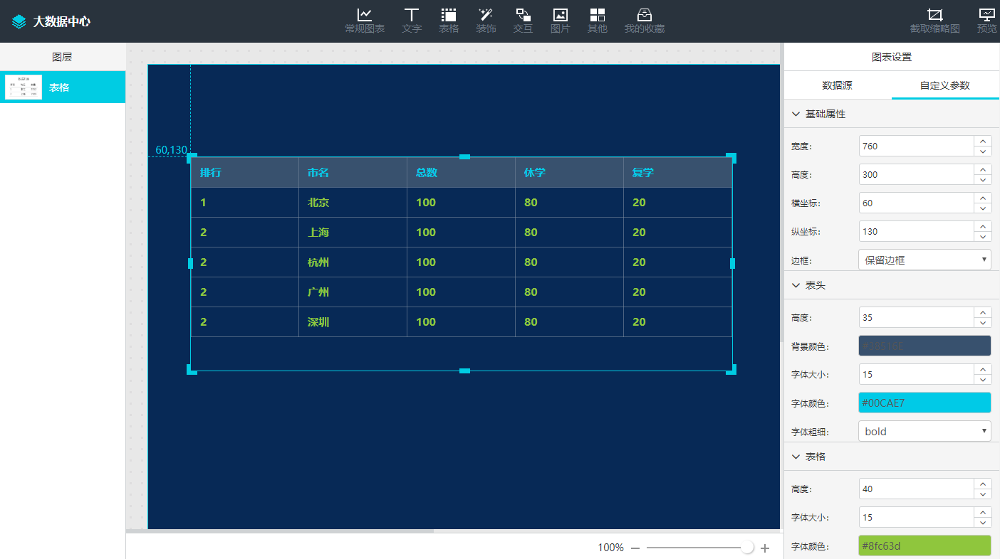 大数据中心
常规图表 文字 表格 装饰 交互 图片 其他 我的收藏 截取缩略图 预览
图层
表格
60,130
排行 市名 总数 休学 复学
1 北京 100 80 20
2 上海 100 80 20
2 杭州 100 80 20
2 广州 100 80 20
2 深圳 100 80 20
100%
图表设置
数据源 自定义参数
基础属性
宽度: 760
高度: 300
横坐标: 60
纵坐标: 130
边框: 保留边框
表头
高度: 35
背景颜色: #38516E
字体大小: 15
字体颜色: #00CAE7
字体粗细: bold
表格
高度: 40
字体大小: 15
字体颜色: #8fc63d